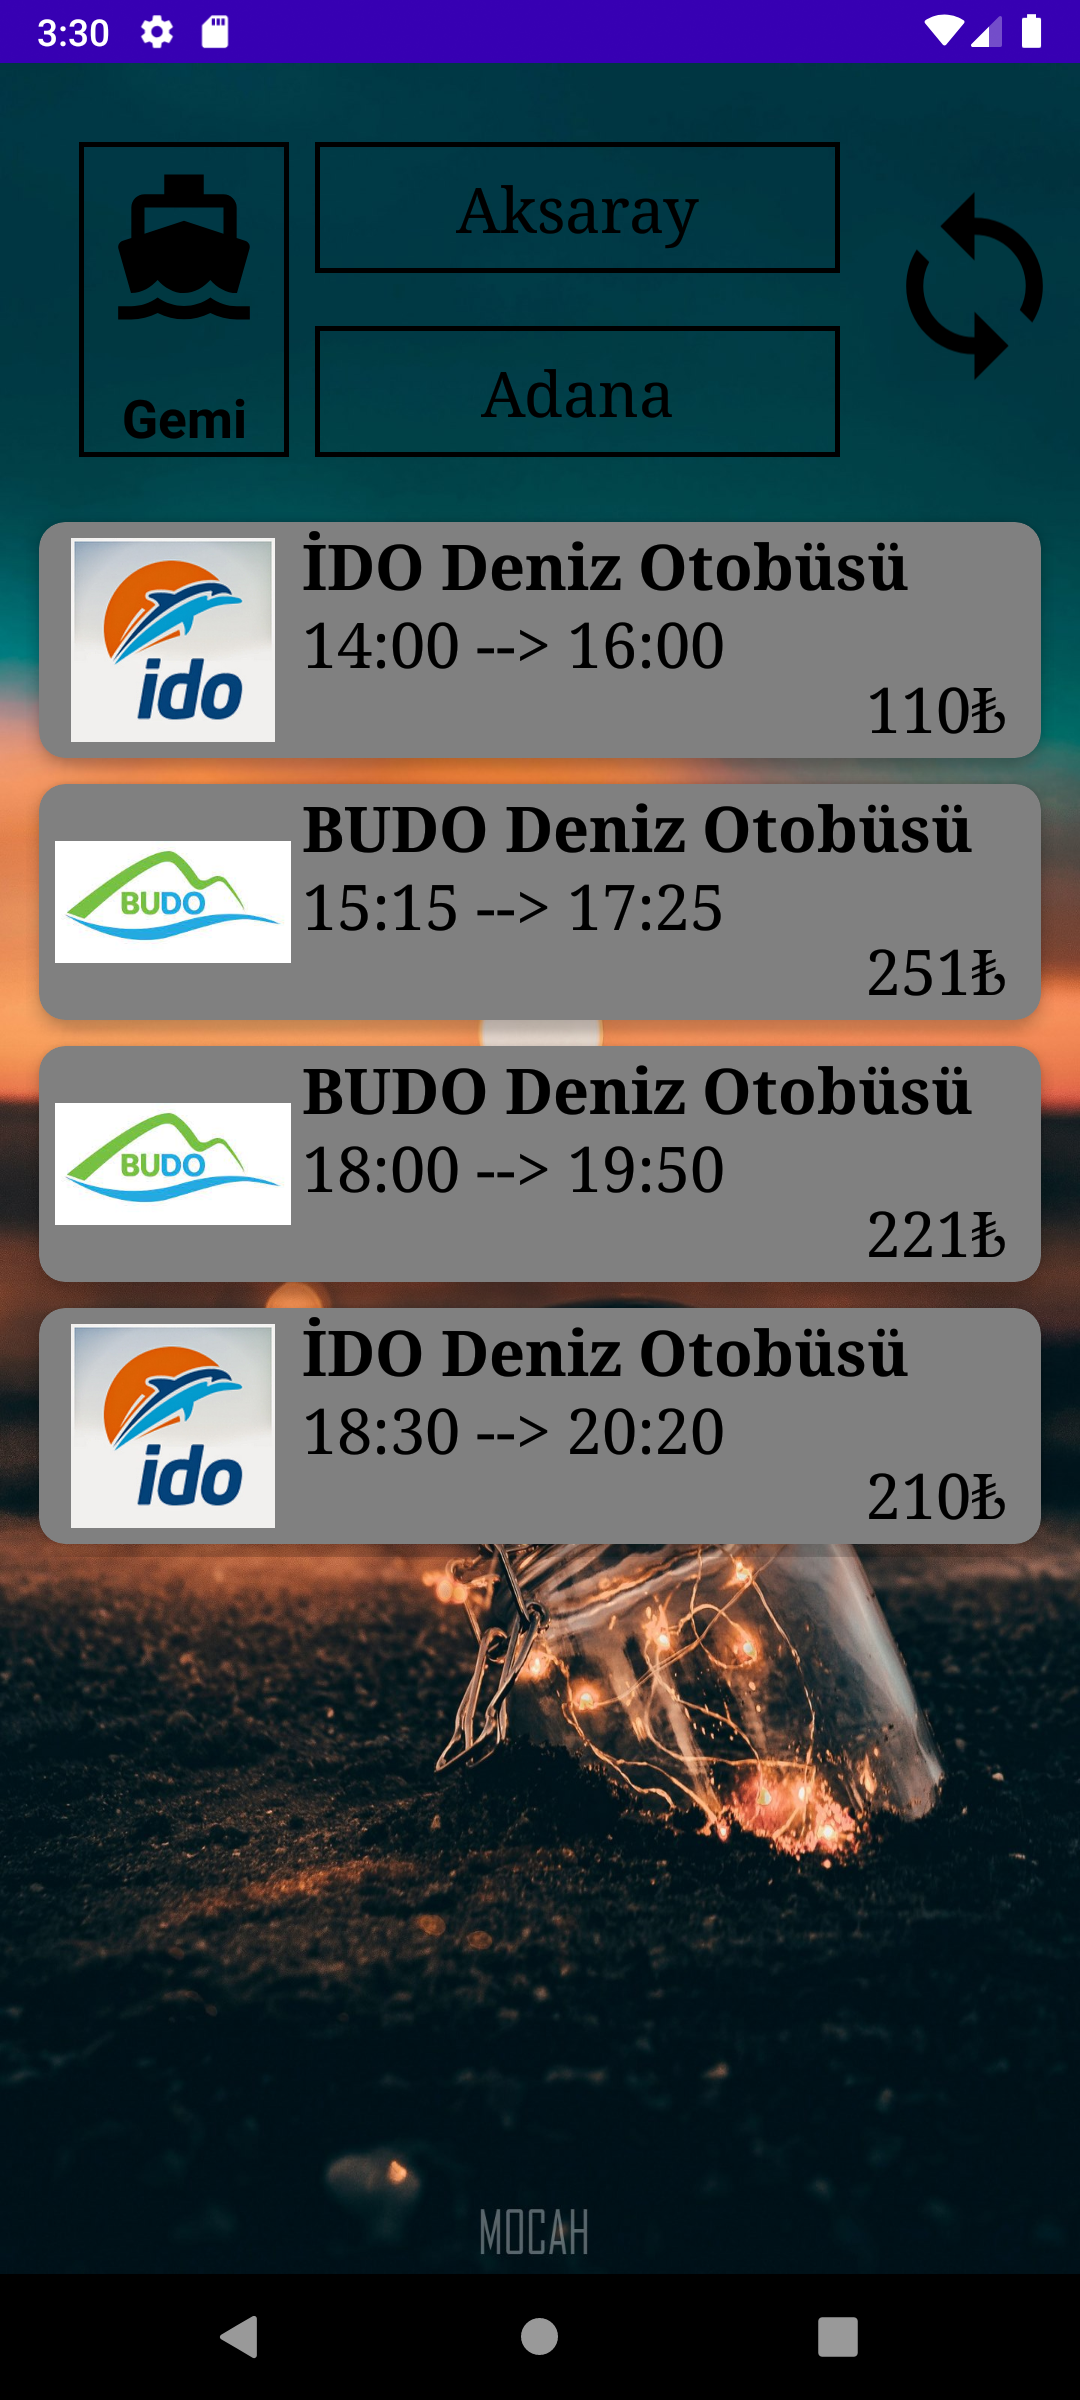 3:30
Aksaray
Adana
Gemi
İDO Deniz Otobüsü
14:00 --> 16:00
110₺
ido
BUDO Deniz Otobüsü
15:15 --> 17:25
251₺
BUDO
BUDO Deniz Otobüsü
18:00 --> 19:50
221₺
BUDO
İDO Deniz Otobüsü
18:30 --> 20:20
210₺
ido
MOCAH